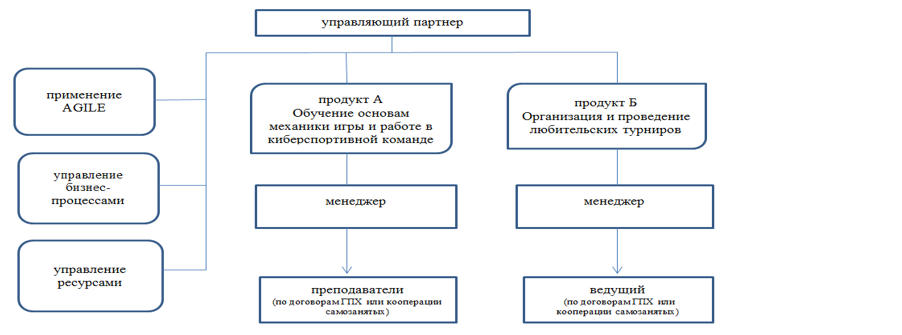 управляющий партнер
применение
AGILE
управление
бизнес-
процессами
управление
ресурсами
продукт А
Обучение основам
механики игры и работе в
киберспортивной команде
менеджер
преподаватели
(по договорам ГПХ или кооперации
самозанятых)
продукт Б
Организация и проведение
любительских турниров
менеджер
ведущий
(по договорам ГПХ или
кооперации самозанятых)